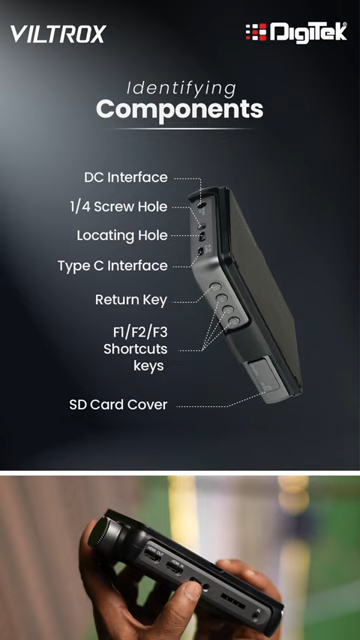 VILTROX
DigiTek
Identifying
Components
DC Interface
1/4 Screw Hole
Locating Hole
Type C Interface
Return Key
F1/F2/F3
Shortcuts
keys
SD Card Cover